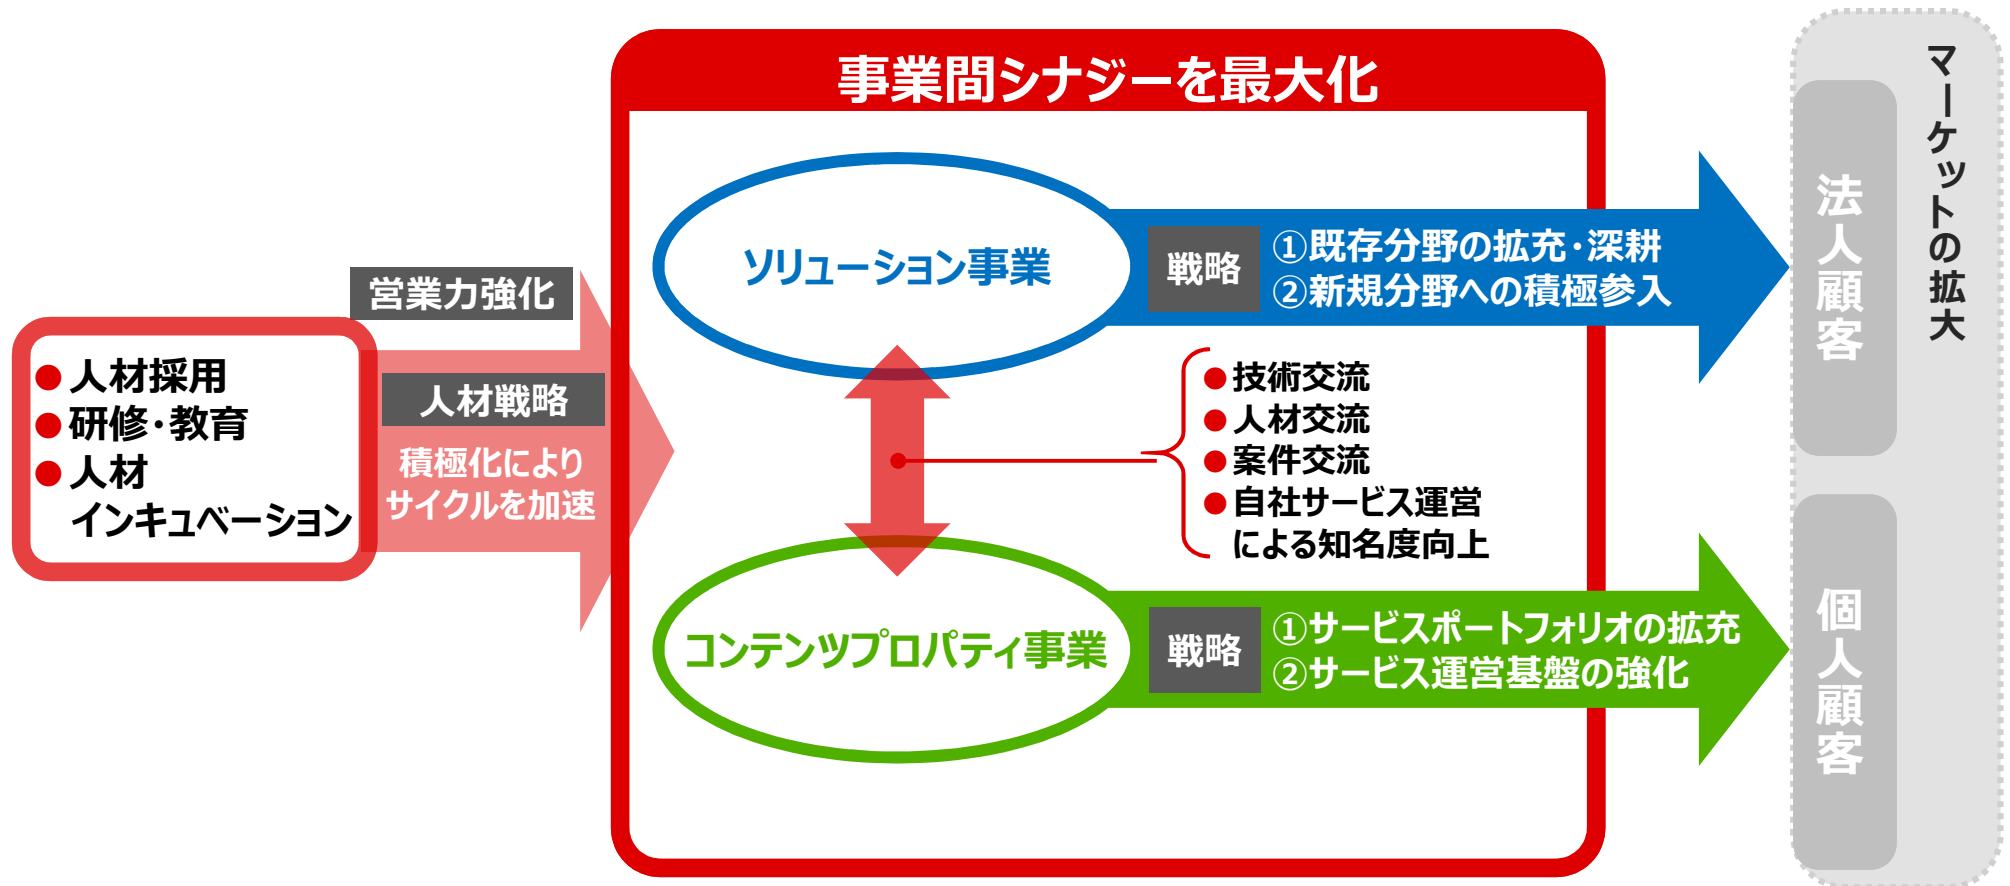 事業間シナジーを最大化
営業力強化
人材戦略
積極化により
サイクルを加速
●人材採用
●研修・教育
●人材
インキュベーション
ソリューション事業
戦略
①既存分野の拡充・深耕
②新規分野への積極参入
●技術交流
●人材交流
●案件交流
●自社サービス運営
による知名度向上
コンテンツプロパティ事業
戦略
①サービスポートフォリオの拡充
②サービス運営基盤の強化
マーケットの拡大
法人顧客
個人顧客